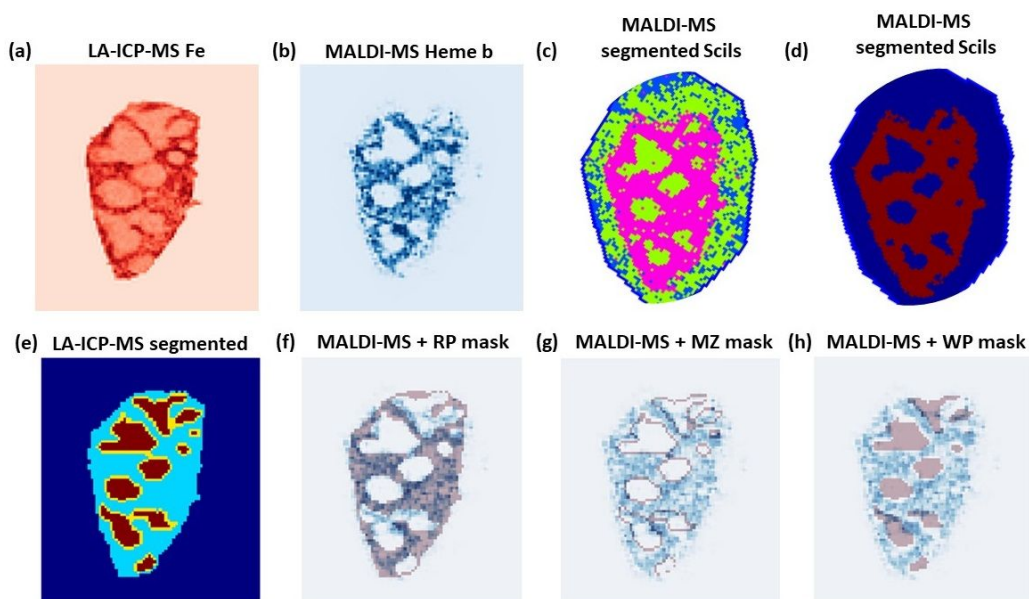 (a) LA-ICP-MS Fe
(b) MALDI-MS Heme b
(c) MALDI-MS
segmented Scils
(d) MALDI-MS
segmented Scils
(e) LA-ICP-MS segmented
(f) MALDI-MS + RP mask
(g) MALDI-MS + MZ mask
(h) MALDI-MS + WP mask